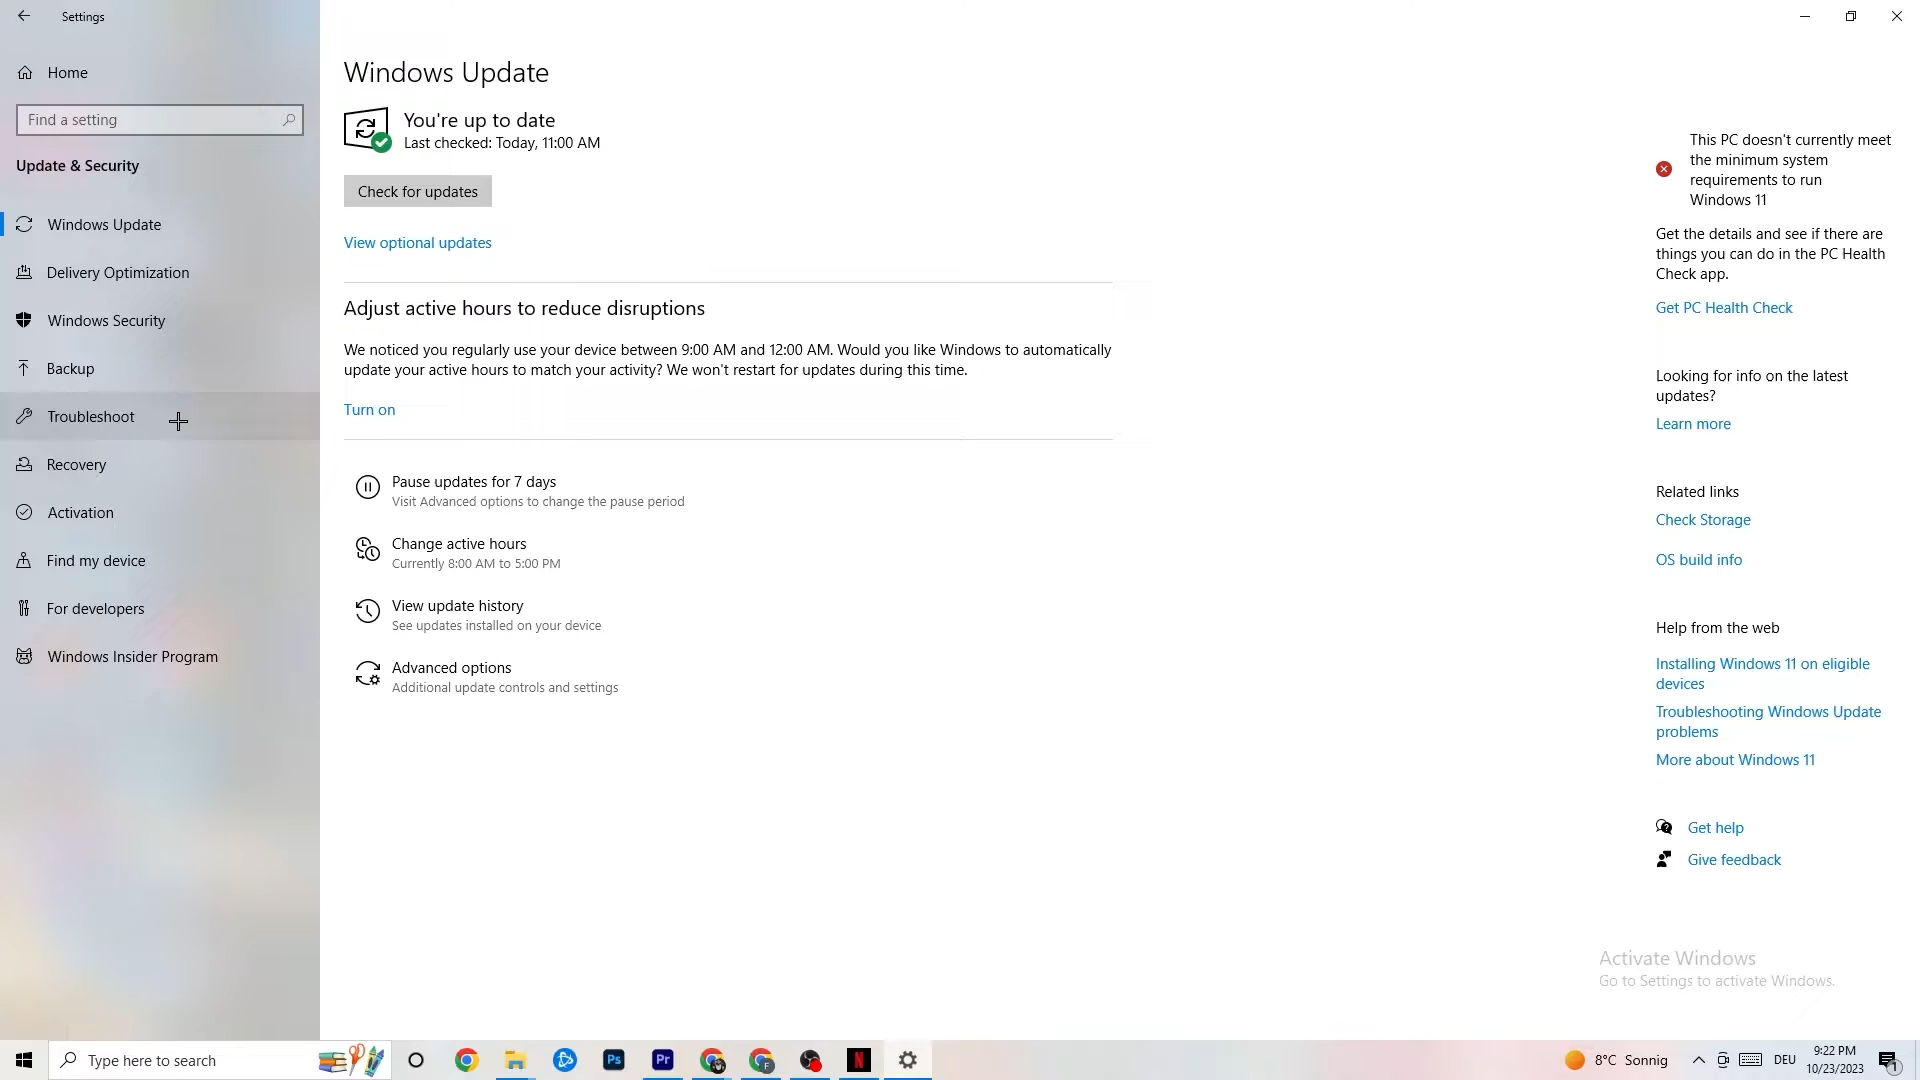 Settings
Home
Find a setting
Update & Security
Windows Update
Delivery Optimization
Windows Security
Backup
Troubleshoot
Recovery
Activation
Find my device
For developers
Windows Insider Program
Windows Update
You're up to date
Last checked: Today, 11:00 AM
Check for updates
View optional updates
Adjust active hours to reduce disruptions
We noticed you regularly use your device between 9:00 AM and 12:00 AM. Would you like Windows to automatically
update your active hours to match your activity? We won't restart for updates during this time.
Turn on
Pause updates for 7 days
Visit Advanced options to change the pause period
Change active hours
Currently 8:00 AM to 5:00 PM
View update history
See updates installed on your device
Advanced options
Additional update controls and settings
This PC doesn't currently meet
the minimum system
requirements to run
Windows 11
Get the details and see if there are
things you can do in the PC Health
Check app.
Get PC Health Check
Looking for info on the latest
updates?
Learn more
Related links
Check Storage
OS build info
Help from the web
Installing Windows 11 on eligible
devices
Troubleshooting Windows Update
problems
More about Windows 11
Get help
Give feedback
Activate Windows
Go to Settings to activate Windows.
Type here to search
Ps
Pr
F
N
8°C Sonnig
DEU
9:22 PM
10/23/2023
1